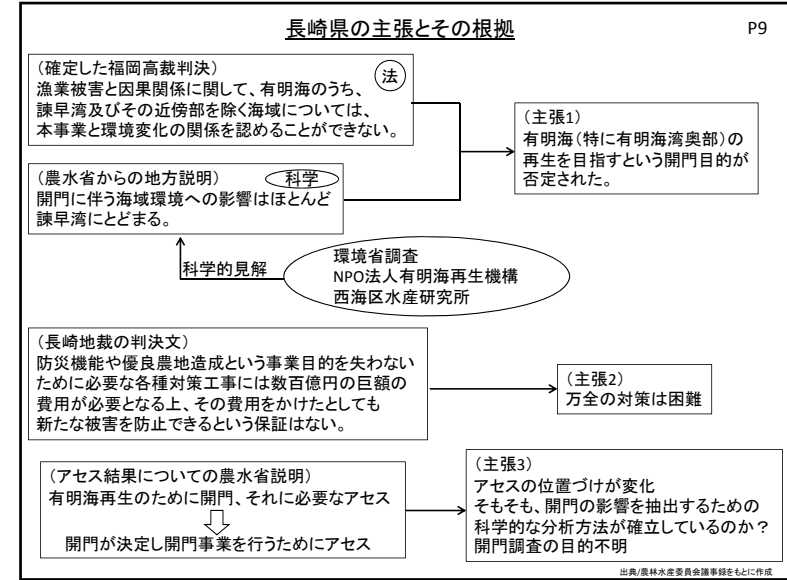 長崎県の主張とその根拠
P9
（確定した福岡高裁判決）
法
漁業被害と因果関係に関して、有明海のうち、
諫早湾及びその近傍部を除く海域については、
本事業と環境変化の関係を認めることができない。
（主張1）
有明海（特に有明海湾奥部）の
再生を目指すという開門目的が
否定された。
（農水省からの地方説明）
科学
開門に伴う海域環境への影響はほとんど
諫早湾にとどまる。
科学的見解
環境省調査
NPO法人有明海再生機構
西海区水産研究所
（長崎地裁の判決文）
防災機能や優良農地造成という事業目的を失わない
ために必要な各種対策工事には数百億円の巨額の
費用が必要となる上、その費用をかけたとしても
新たな被害を防止できるという保証はない。
（主張2）
万全の対策は困難
（アセス結果についての農水省説明）
有明海再生のために開門、それに必要なアセス
開門が決定し開門事業を行うためにアセス
（主張3）
アセスの位置づけが変化
そもそも、開門の影響を抽出するための
科学的な分析方法が確立しているのか？
開門調査の目的不明
出典/農林水産委員会議事録をもとに作成